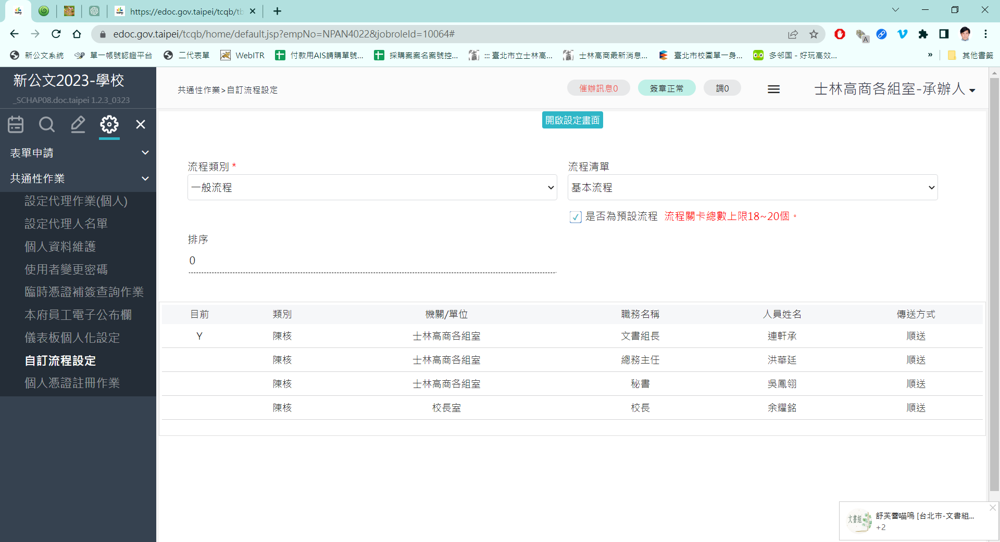 https://edoc.gov.taipei/tcqb/tb
edoc.gov.taipei/tcqb/home/default.jsp?empNo=NPAN4022&jobroleId=10064#
新公文系統 單一帳號認證平台 二代表單 WebITR 付款用AIS請購單號... 採購案案名案號控... ::: 臺北市立士林高... 士林高商最新消息... 臺北市校園單一身... 多邻国 - 好玩高效... » 其他書籤
新公文2023-學校
_SCHAP08.doc.taipei 1.2.3_0323
表單申請
共通性作業
設定代理作業(個人)
設定代理人名單
個人資料維護
使用者變更密碼
臨時憑證補簽查詢作業
本府員工電子公布欄
儀表板個人化設定
自訂流程設定
個人憑證註冊作業
共通性作業>自訂流程設定
催辦訊息0 簽章正常 調0 士林高商各組室-承辦人
開啟設定畫面
流程類別 * 流程清單
一般流程 基本流程
是否為預設流程 流程關卡總數上限18~20個。
排序
0
目前 類別 機關/單位 職務名稱 人員姓名 傳送方式
Y 陳核 士林高商各組室 文書組長 連軒承 順送
陳核 士林高商各組室 總務主任 洪華廷 順送
陳核 士林高商各組室 秘書 吳鳳翎 順送
陳核 校長室 校長 余耀銘 順送
文書組
舒芙蕾喵嗚 [台北市-文書組...
+2